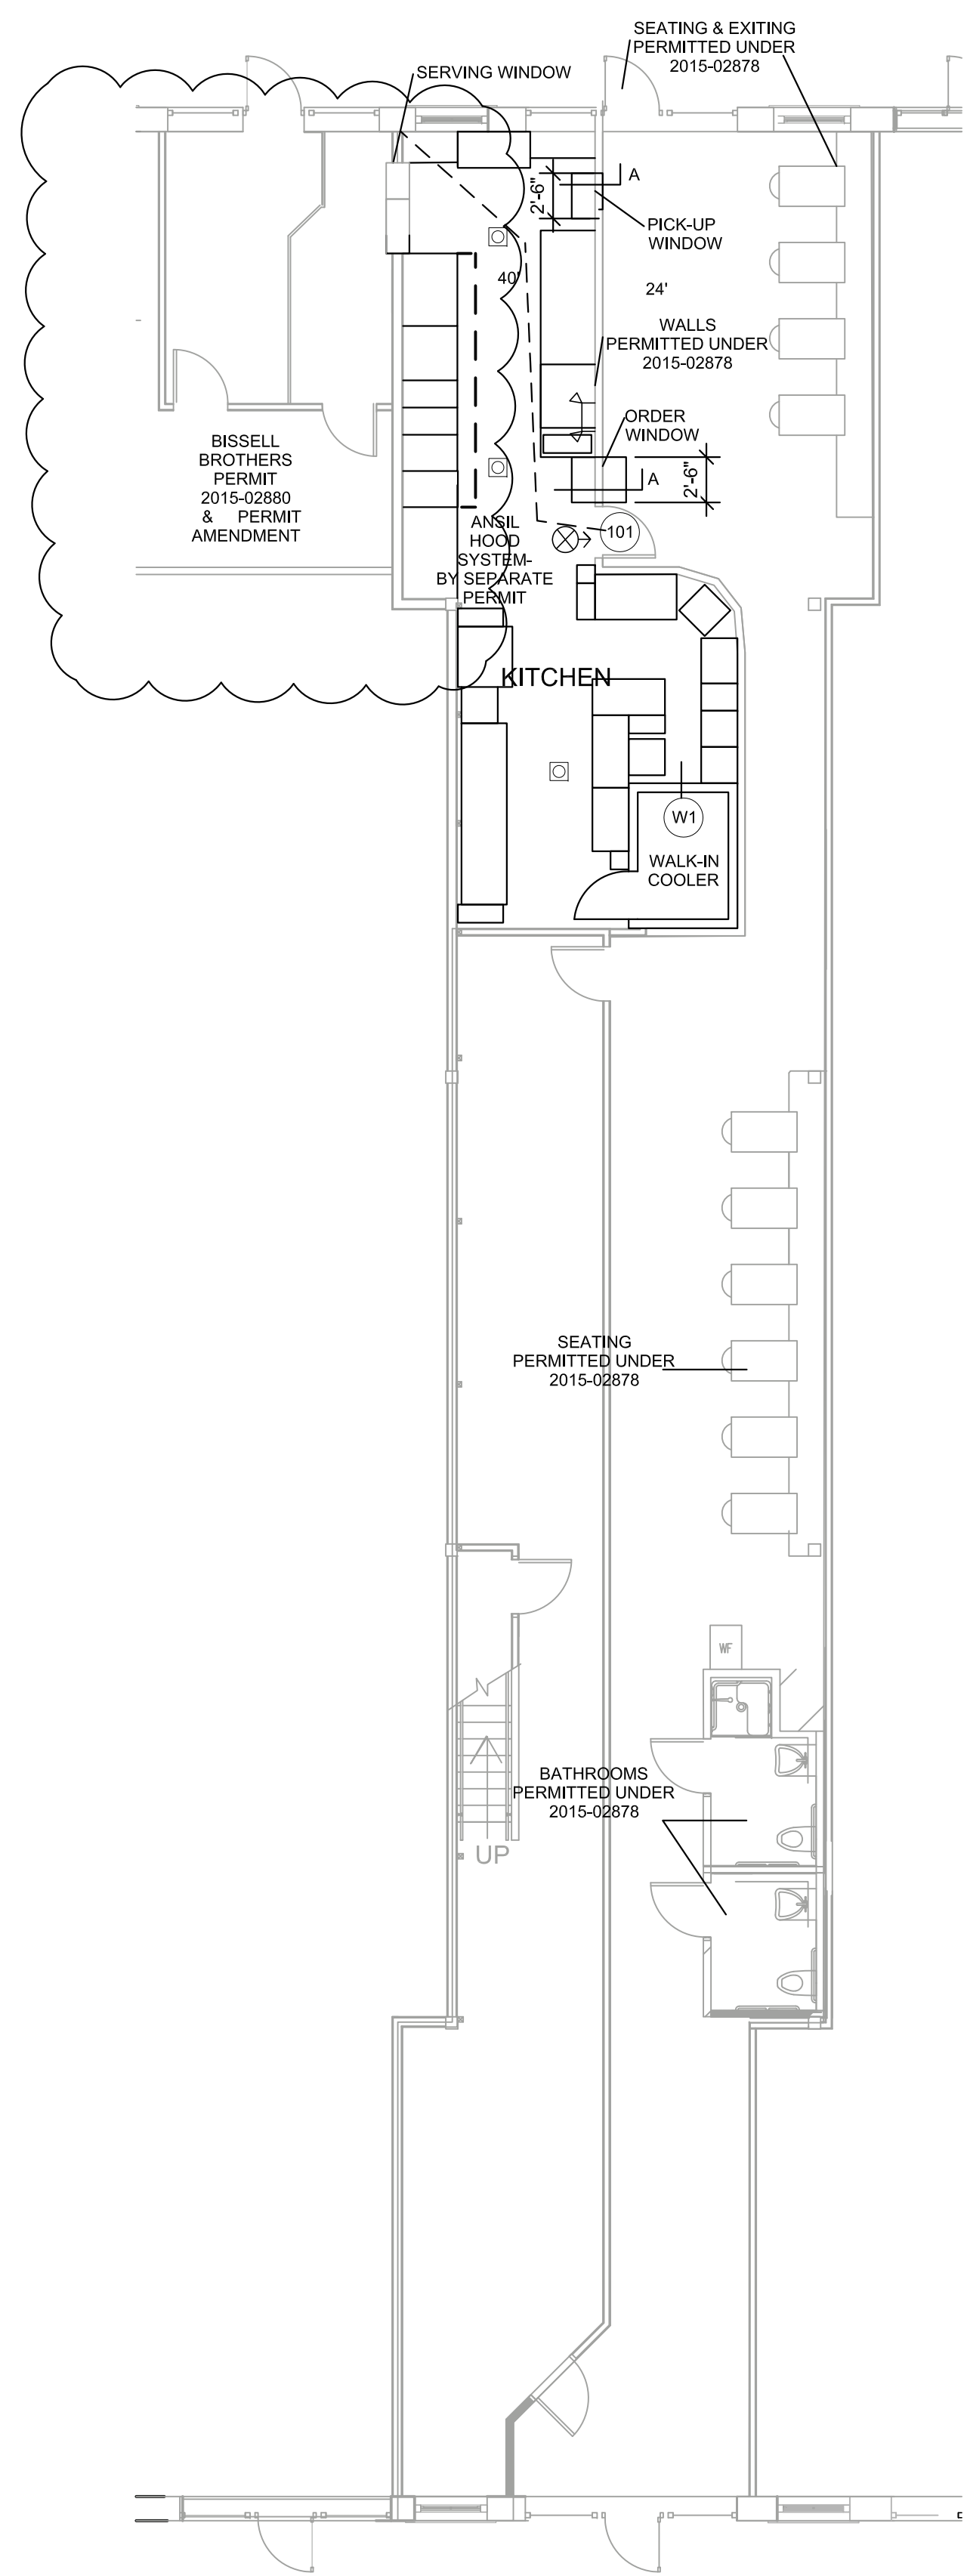 SEATING & EXITING
PERMITTED UNDER
2015-02878
SERVING WINDOW
A
2'-6"
PICK-UP
WINDOW
40'
24'
WALLS
PERMITTED UNDER
2015-02878
ORDER
WINDOW
BISSELL
BROTHERS
PERMIT
2015-02880
& PERMIT
AMENDMENT
A
2'-6"
ANSIL
HOOD
SYSTEM-
BY SEPARATE
PERMIT
101
KITCHEN
W1
WALK-IN
COOLER
SEATING
PERMITTED UNDER
2015-02878
WF
BATHROOMS
PERMITTED UNDER
2015-02878
UP